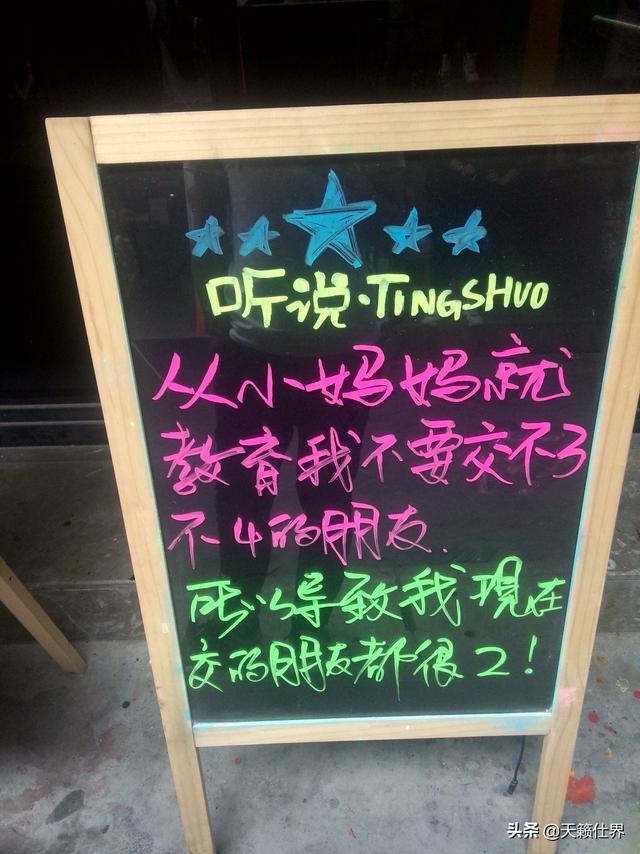 听说·TINGSHUO
从小妈妈就
教育我不要交不3
不4的朋友.
所以导致我現在
交的朋友都很2!
头条 @天籁仕界